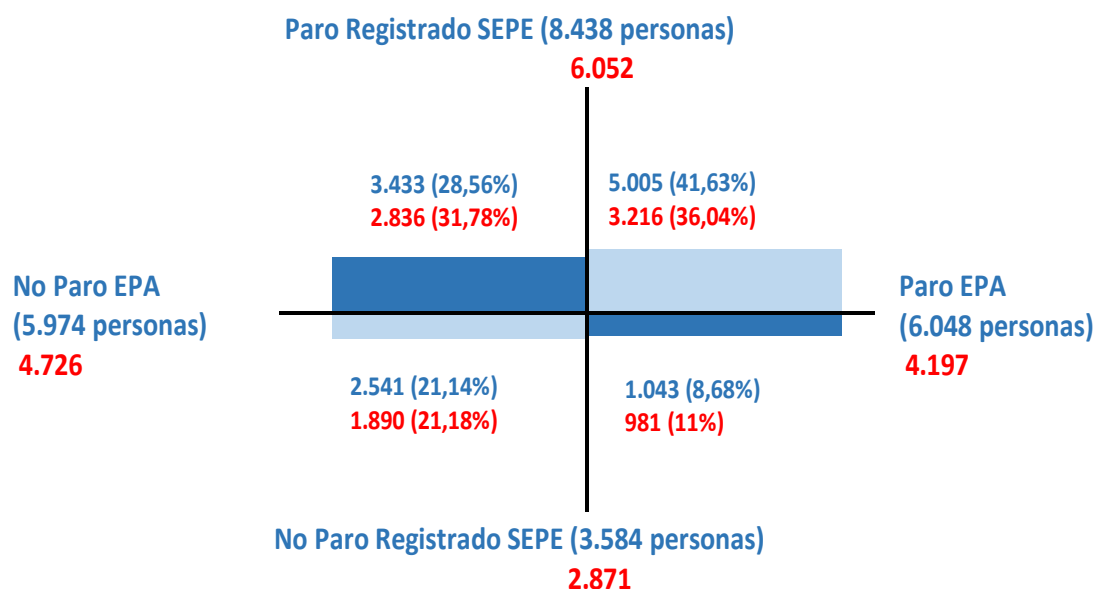 Paro Registrado SEPE (8.438 personas)
6.052
3.433 (28,56%)
2.836 (31,78%)
5.005 (41,63%)
3.216 (36,04%)
No Paro EPA
(5.974 personas)
4.726
Paro EPA
(6.048 personas)
4.197
2.541 (21,14%)
1.890 (21,18%)
1.043 (8,68%)
981 (11%)
No Paro Registrado SEPE (3.584 personas)
2.871